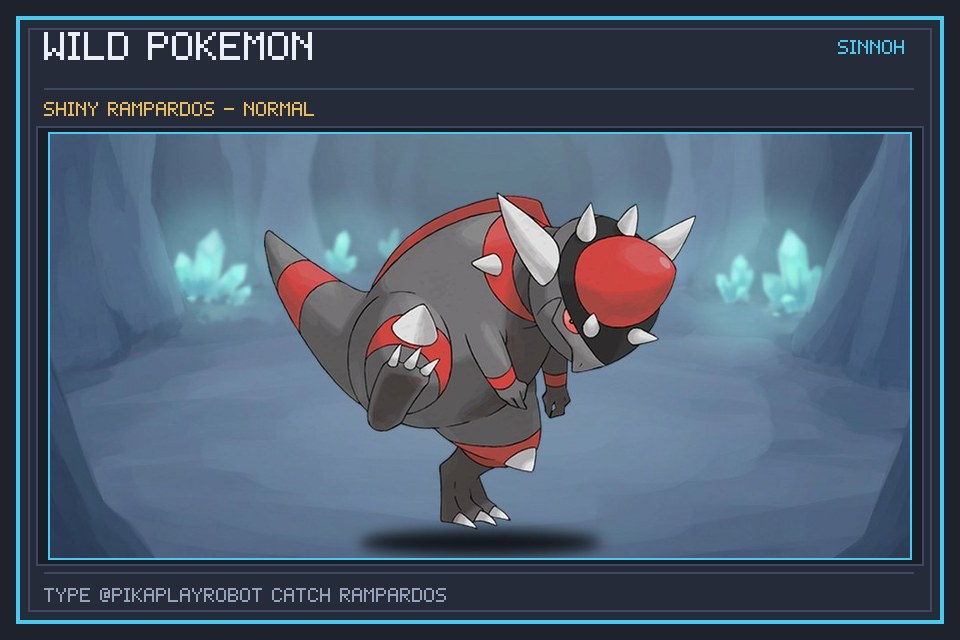 WILD POKEMON
SINNOH
SHINY RAMPARDOS - NORMAL
TYPE @PIKAPLAYROBOT CATCH RAMPARDOS